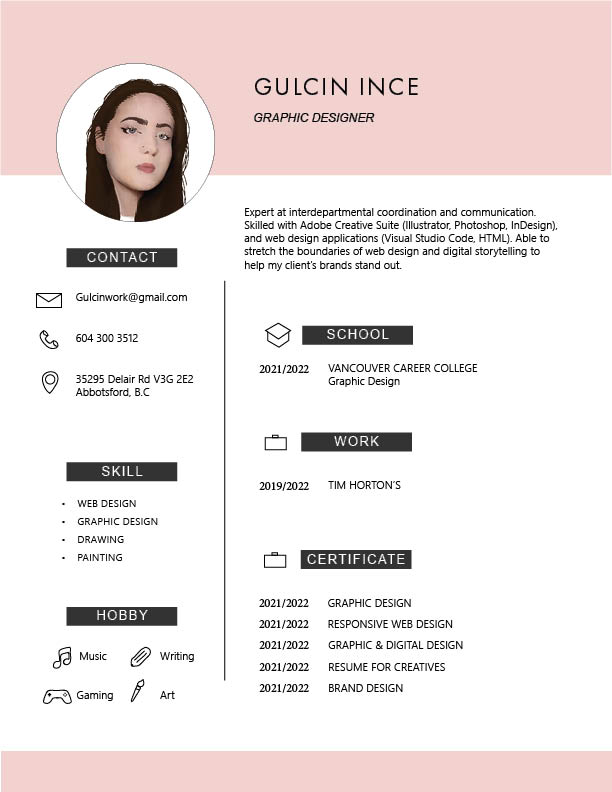 GULCIN INCE
GRAPHIC DESIGNER
Expert at interdepartmental coordination and communication.
Skilled with Adobe Creative Suite (Illustrator, Photoshop, InDesign),
and web design applications (Visual Studio Code, HTML). Able to
stretch the boundaries of web design and digital storytelling to
help my client's brands stand out.
CONTACT
Gulcinwork@gmail.com
604 300 3512
35295 Delair Rd V3G 2E2
Abbotsford, B.C
SKILL
• WEB DESIGN
• GRAPHIC DESIGN
• DRAWING
• PAINTING
HOBBY
Music Writing
Gaming Art
SCHOOL
2021/2022 VANCOUVER CAREER COLLEGE
Graphic Design
WORK
2019/2022 TIM HORTON'S
CERTIFICATE
2021/2022 GRAPHIC DESIGN
2021/2022 RESPONSIVE WEB DESIGN
2021/2022 GRAPHIC & DIGITAL DESIGN
2021/2022 RESUME FOR CREATIVES
2021/2022 BRAND DESIGN